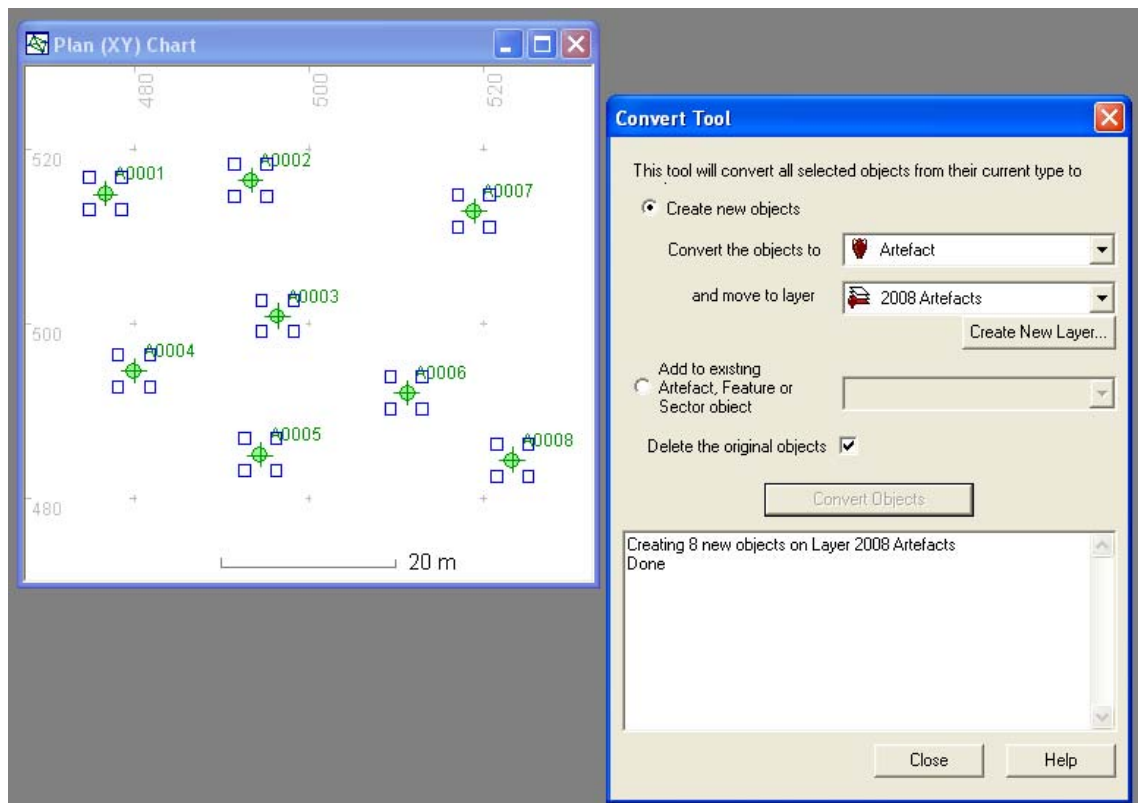 Plan (XY) Chart
480
500
520
520
A0001
A0002
A0007
A0003
500
A0004
A0006
A0005
A0008
480
20 m
Convert Tool
This tool will convert all selected objects from their current type to
Create new objects
Convert the objects to
Artefact
and move to layer
2008 Artefacts
Create New Layer...
Add to existing
Artefact, Feature or
Sector object
Delete the original objects
Convert Objects
Creating 8 new objects on Layer 2008 Artefacts
Done
Close
Help